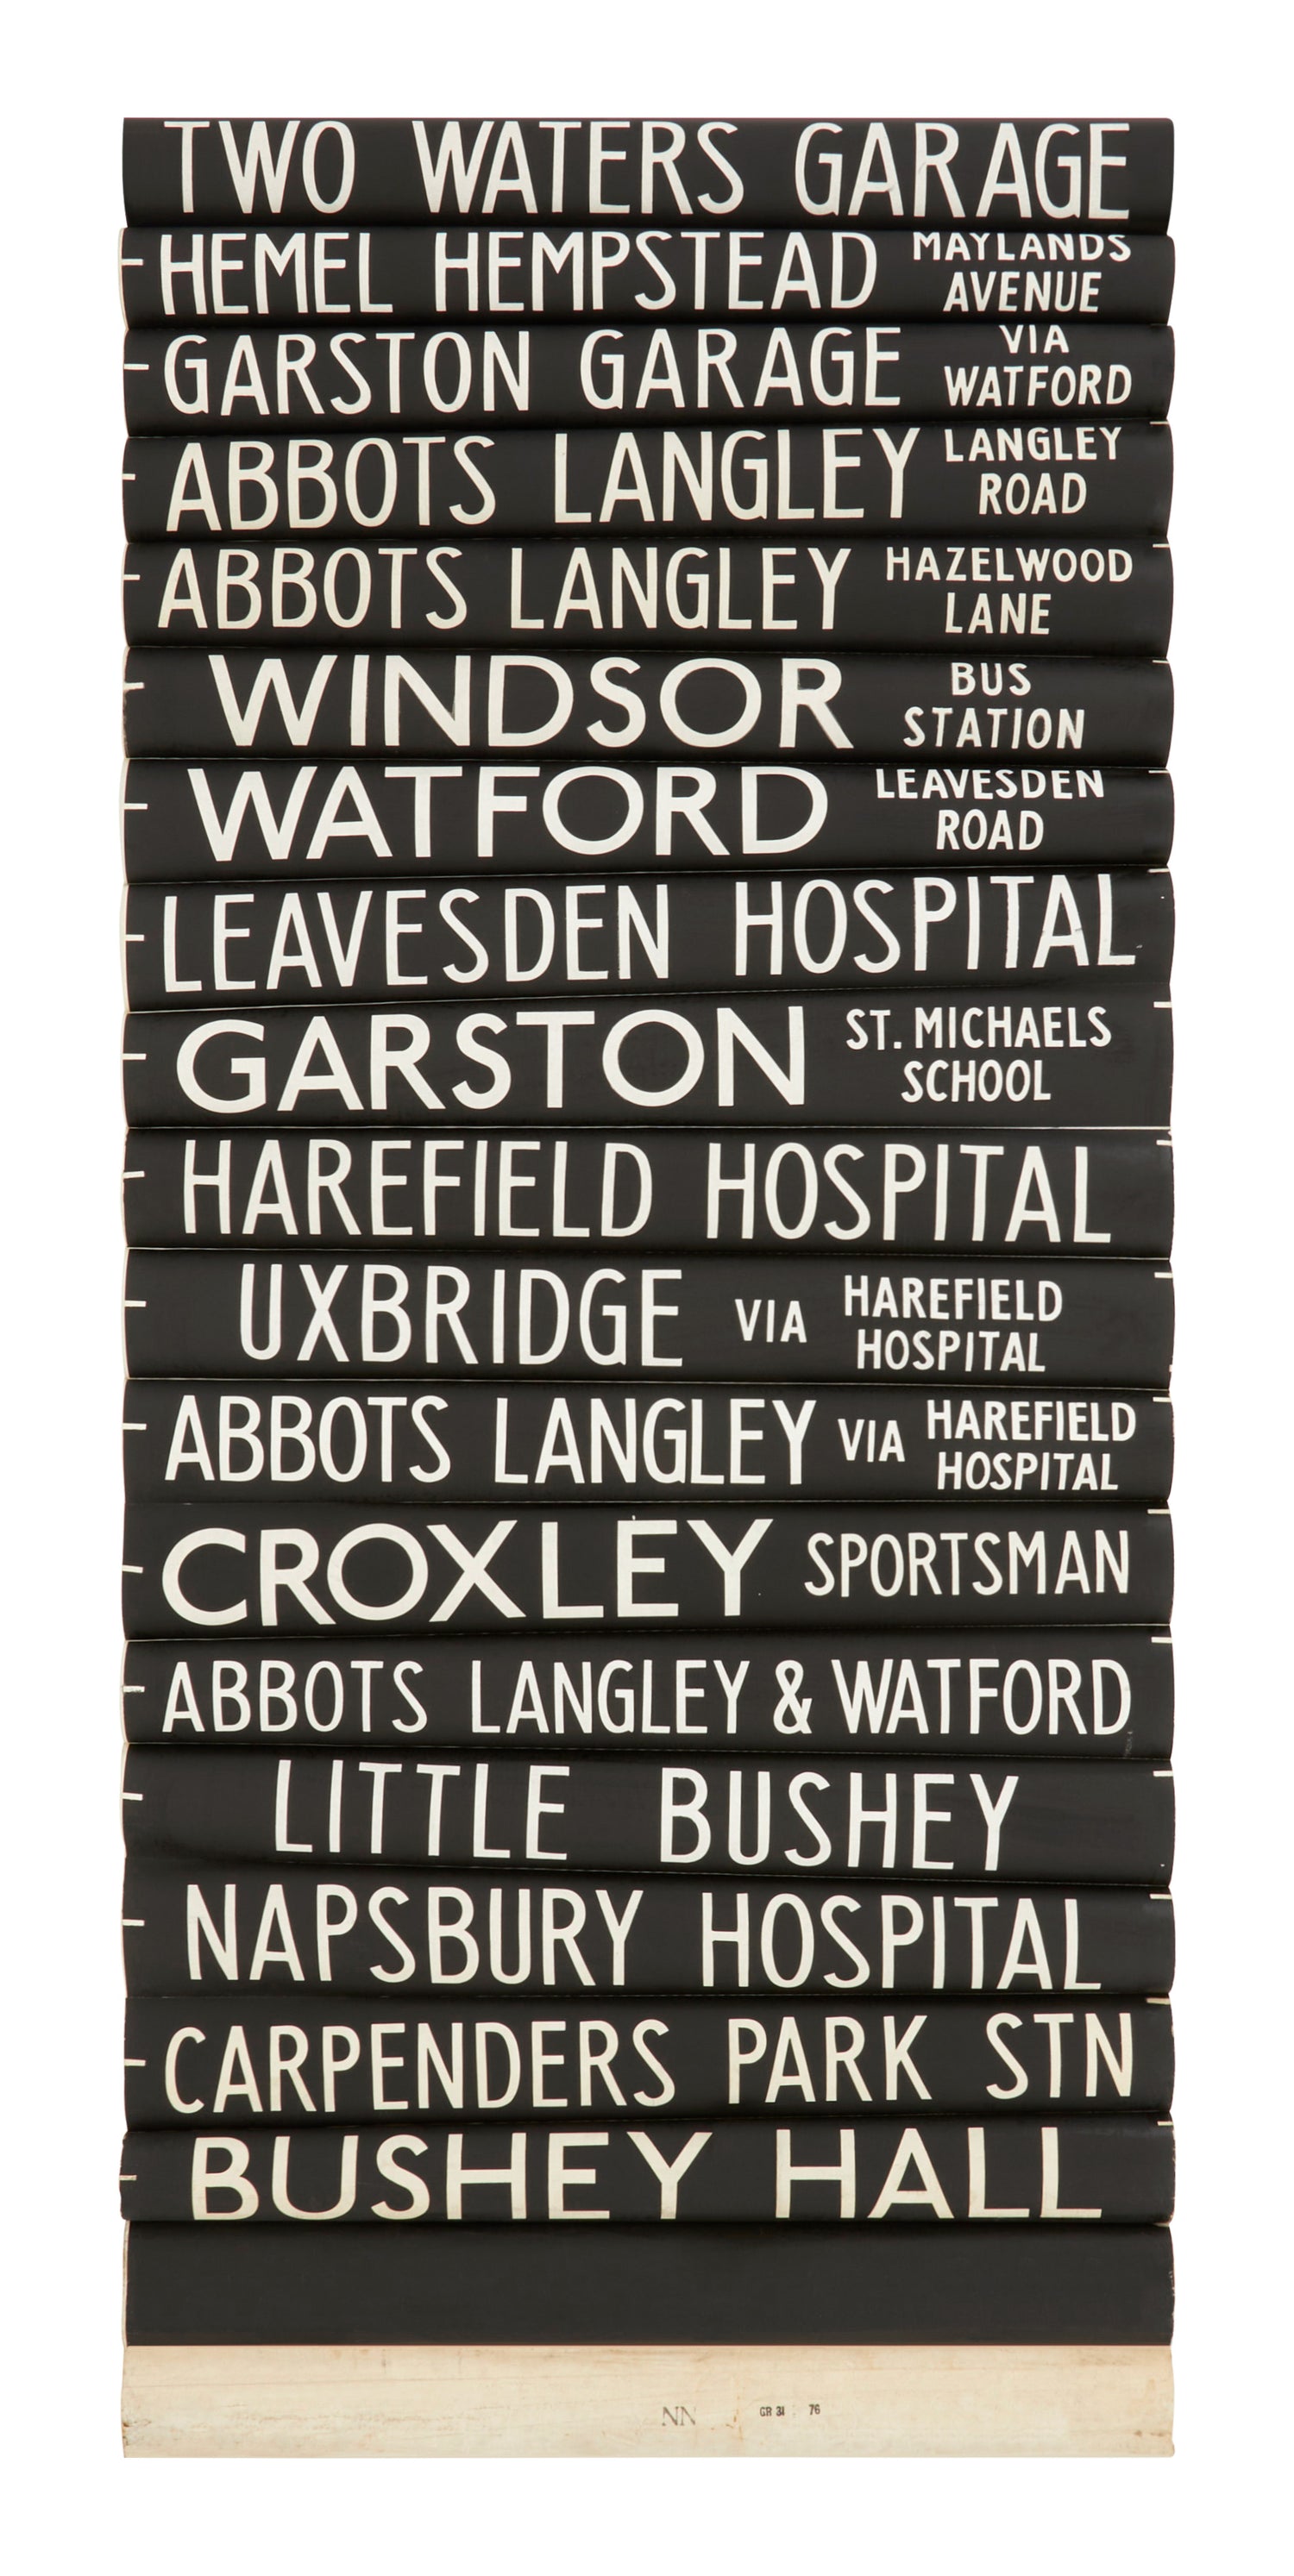 TWO WATERS GARAGE
HEMEL HEMPSTEAD MAYLANDS
AVENUE
GARSTON GARAGE VIA
WATFORD
ABBOTS LANGLEY LANGLEY
ROAD
ABBOTS LANGLEY HAZELWOOD
LANE
WINDSOR BUS
STATION
WATFORD LEAVESDEN
ROAD
LEAVESDEN HOSPITAL
GARSTON ST. MICHAELS
SCHOOL
HAREFIELD HOSPITAL
UXBRIDGE VIA HAREFIELD
HOSPITAL
ABBOTS LANGLEY VIA HAREFIELD
HOSPITAL
CROXLEY SPORTSMAN
ABBOTS LANGLEY & WATFORD
LITTLE BUSHEY
NAPSBURY HOSPITAL
CARPENDERS PARK STN
BUSHEY HALL
NN GR 31 76